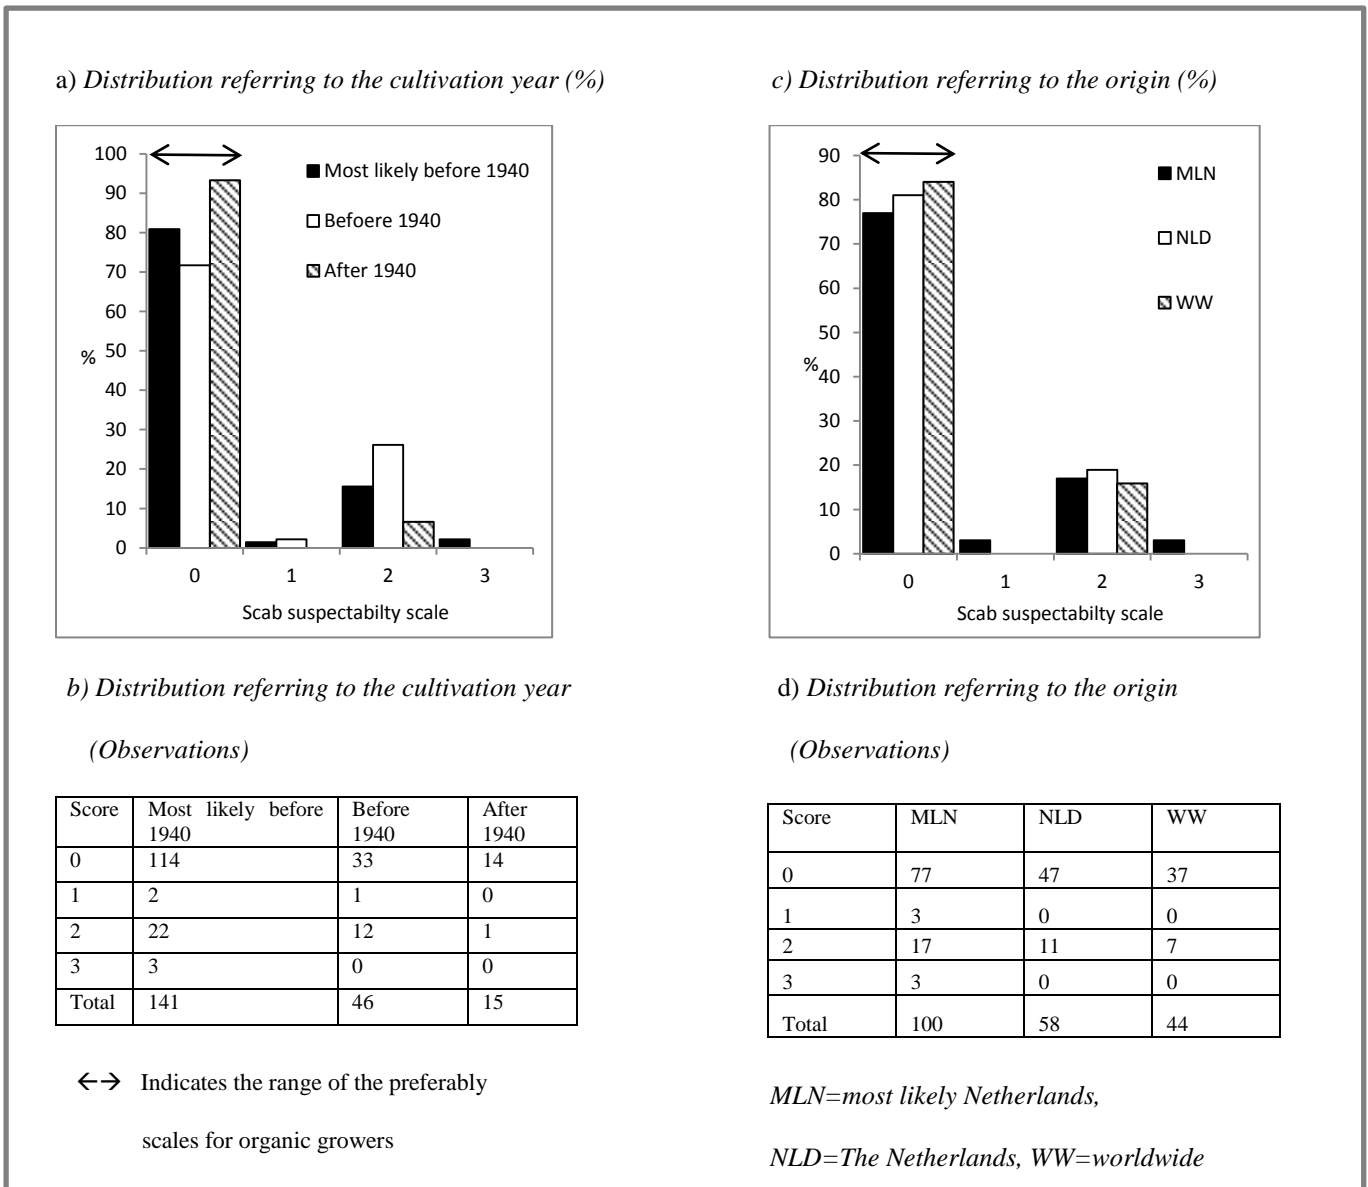 a) Distribution referring to the cultivation year (%)
100
90
80
70
60
50
40
30
20
10
0
%
Most likely before 1940
Befoere 1940
After 1940
0 1 2 3
Scab suspectabilty scale
b) Distribution referring to the cultivation year
(Observations)
Score Most likely before 1940 Before 1940 After 1940
0 114 33 14
1 2 1 0
2 22 12 1
3 3 0 0
Total 141 46 15
←→ Indicates the range of the preferably
scales for organic growers
c) Distribution referring to the origin (%)
90
80
70
60
50
40
30
20
10
0
%
MLN
NLD
WW
0 1 2 3
Scab suspectabilty scale
d) Distribution referring to the origin
(Observations)
Score MLN NLD WW
0 77 47 37
1 3 0 0
2 17 11 7
3 3 0 0
Total 100 58 44
MLN=most likely Netherlands,
NLD=The Netherlands, WW=worldwide